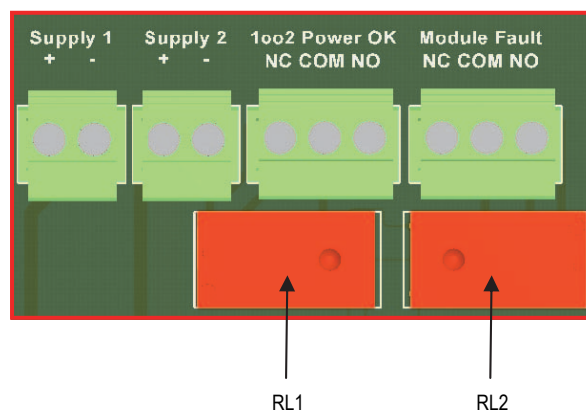 Supply 1 Supply 2 1oo2 Power OK Module Fault
+ - + - NC COM NO NC COM NO
RL1 RL2